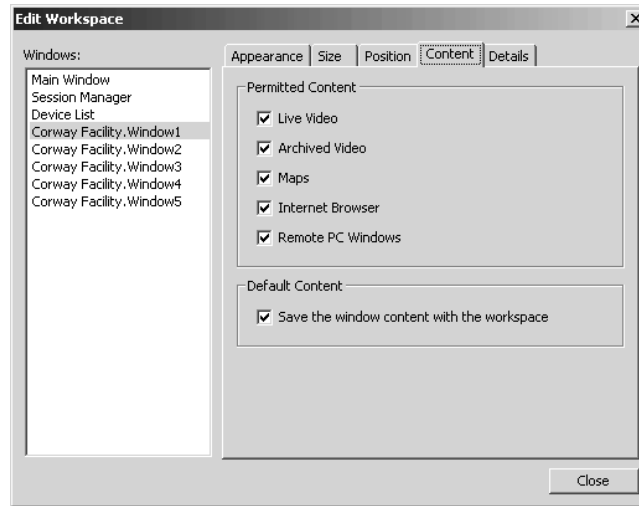 Edit Workspace
Windows:
Main Window
Session Manager
Device List
Corway Facility.Window1
Corway Facility.Window2
Corway Facility.Window3
Corway Facility.Window4
Corway Facility.Window5
Appearance Size Position Content Details
Permitted Content
Live Video
Archived Video
Maps
Internet Browser
Remote PC Windows
Default Content
Save the window content with the workspace
Close